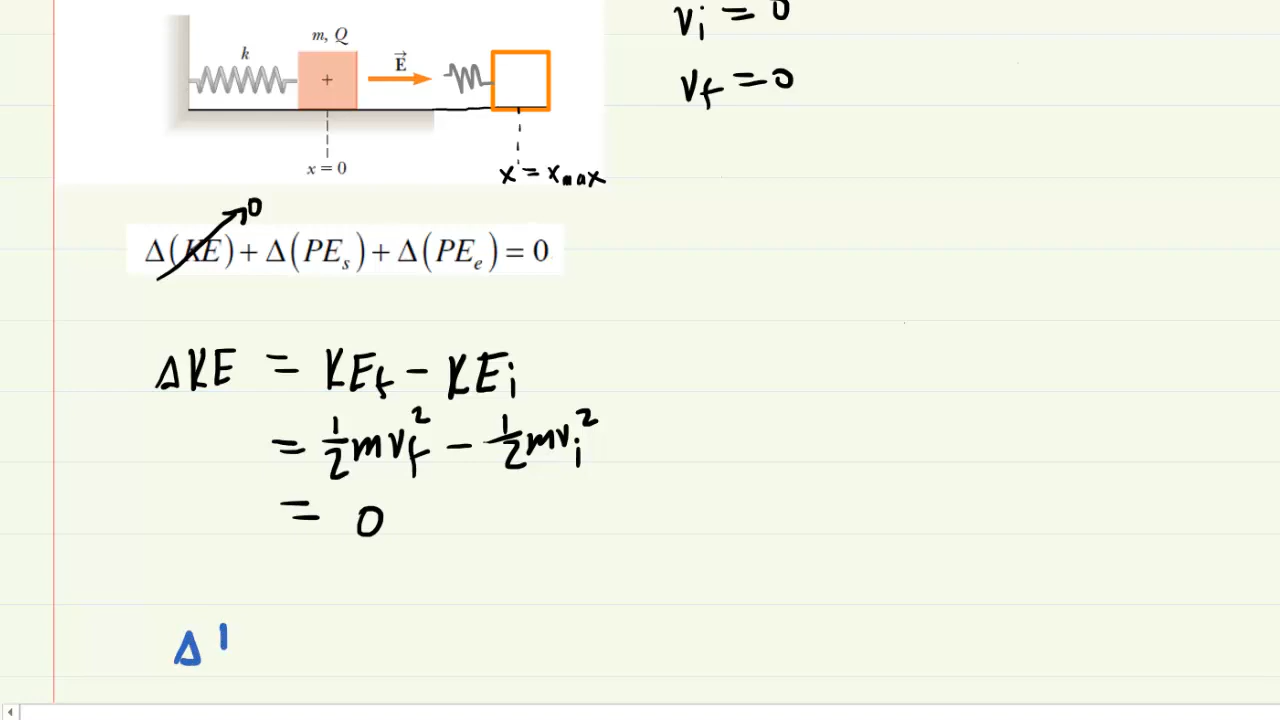 v_i = 0
v_f = 0
m, Q
k
E⃗
+
x = 0
x = x_max
0
Δ(KE) + Δ(PE_s) + Δ(PE_e) = 0
ΔKE = KE_f − KE_i
= ½mv_f² − ½mv_i²
= 0
Δ